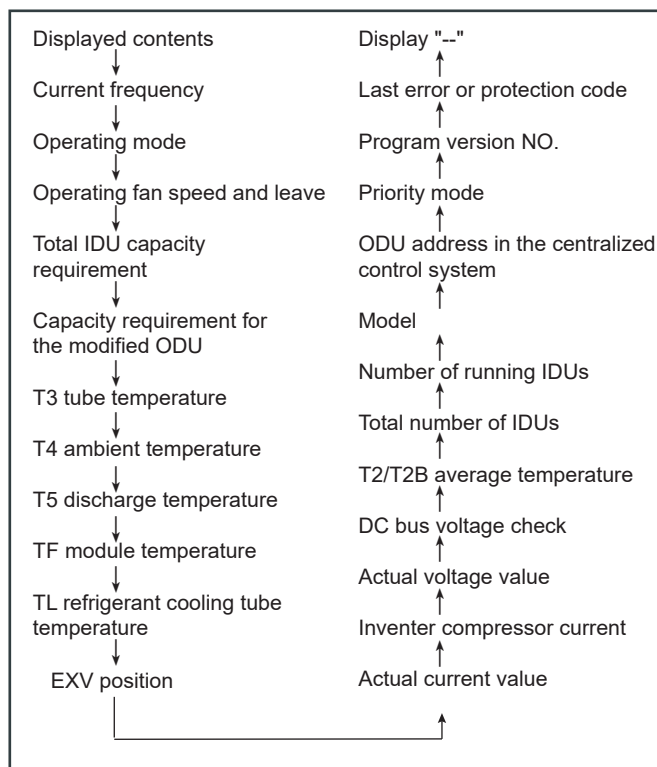 Displayed contents
Current frequency
Operating mode
Operating fan speed and leave
Total IDU capacity
requirement
Capacity requirement for
the modified ODU
T3 tube temperature
T4 ambient temperature
T5 discharge temperature
TF module temperature
TL refrigerant cooling tube
temperature
EXV position
Display "--"
Last error or protection code
Program version NO.
Priority mode
ODU address in the centralized
control system
Model
Number of running IDUs
Total number of IDUs
T2/T2B average temperature
DC bus voltage check
Actual voltage value
Inventer compressor current
Actual current value